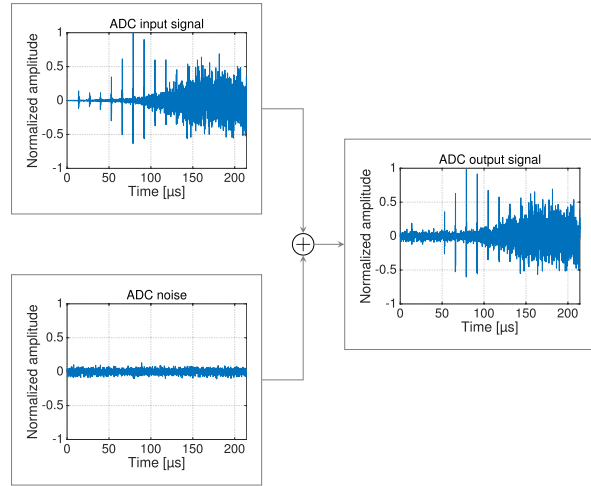 ADC input signal
Normalized amplitude
1
0.5
0
-0.5
-1
0 50 100 150 200
Time [µs]
ADC noise
Normalized amplitude
1
0.5
0
-0.5
-1
0 50 100 150 200
Time [µs]
ADC output signal
Normalized amplitude
1
0.5
0
-0.5
-1
0 50 100 150 200
Time [µs]